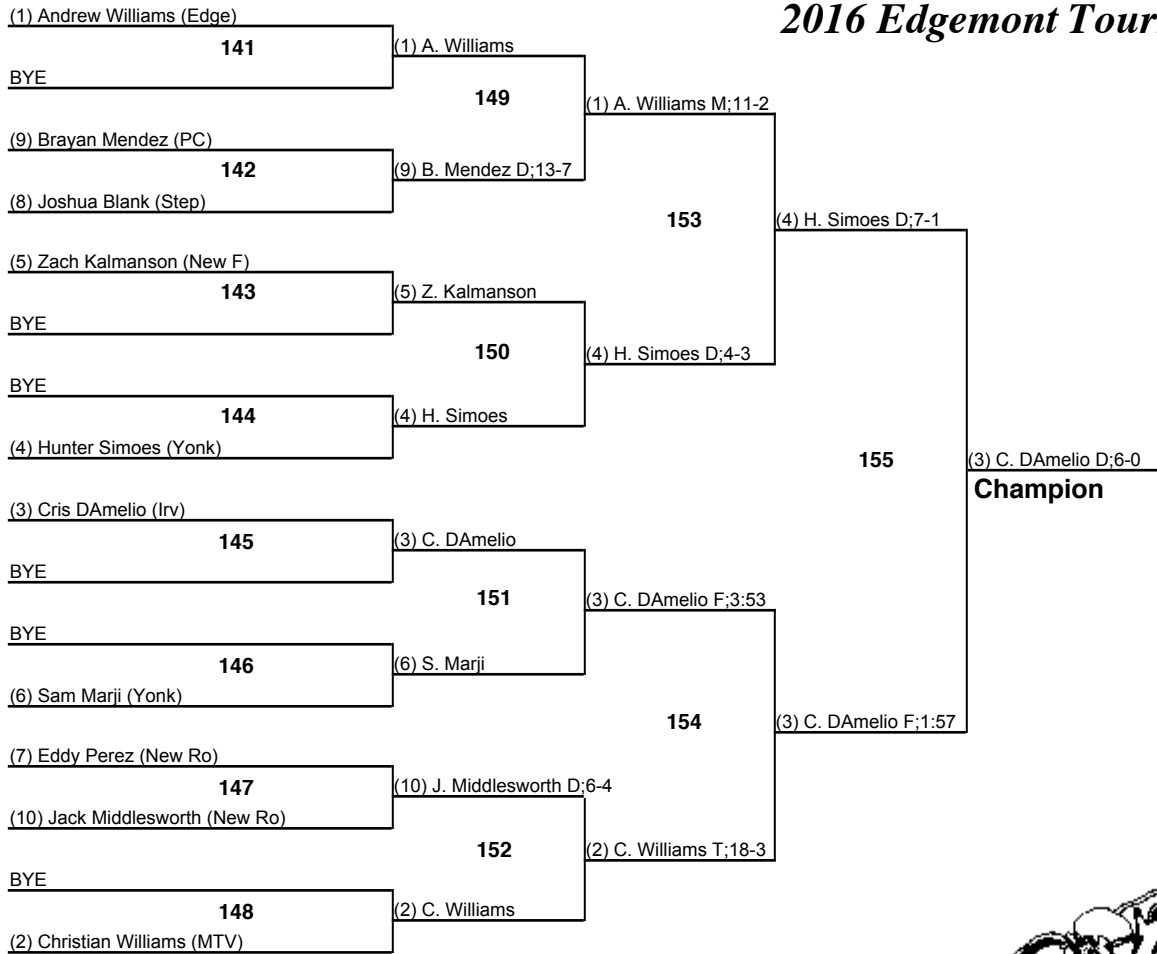 2016 Edgemont
(1) Andrew Williams (Edge)
141
BYE
(1) A. Williams
149
(9) Brayan Mendez (PC)
142
(8) Joshua Blank (Step)
(9) B. Mendez D;13-7
(1) A. Williams M;11-2
153
(5) Zach Kalmanson (New F)
143
BYE
(5) Z. Kalmanson
150
BYE
144
(4) Hunter Simoes (Yonk)
(4) H. Simoes
(4) H. Simoes D;4-3
(4) H. Simoes D;7-1
155
(3) Cris DAmelio (Irv)
145
BYE
(3) C. DAmelio
151
BYE
146
(6) Sam Marji (Yonk)
(6) S. Marji
(3) C. DAmelio F;3:53
154
(7) Eddy Perez (New Ro)
147
(10) Jack Middlesworth (New Ro)
(10) J. Middlesworth D;6-4
152
BYE
148
(2) Christian Williams (MTV)
(2) C. Williams
(2) C. Williams T;18-3
(3) C. DAmelio F;1:57
(3) C. DAmelio D;6-0
Champion